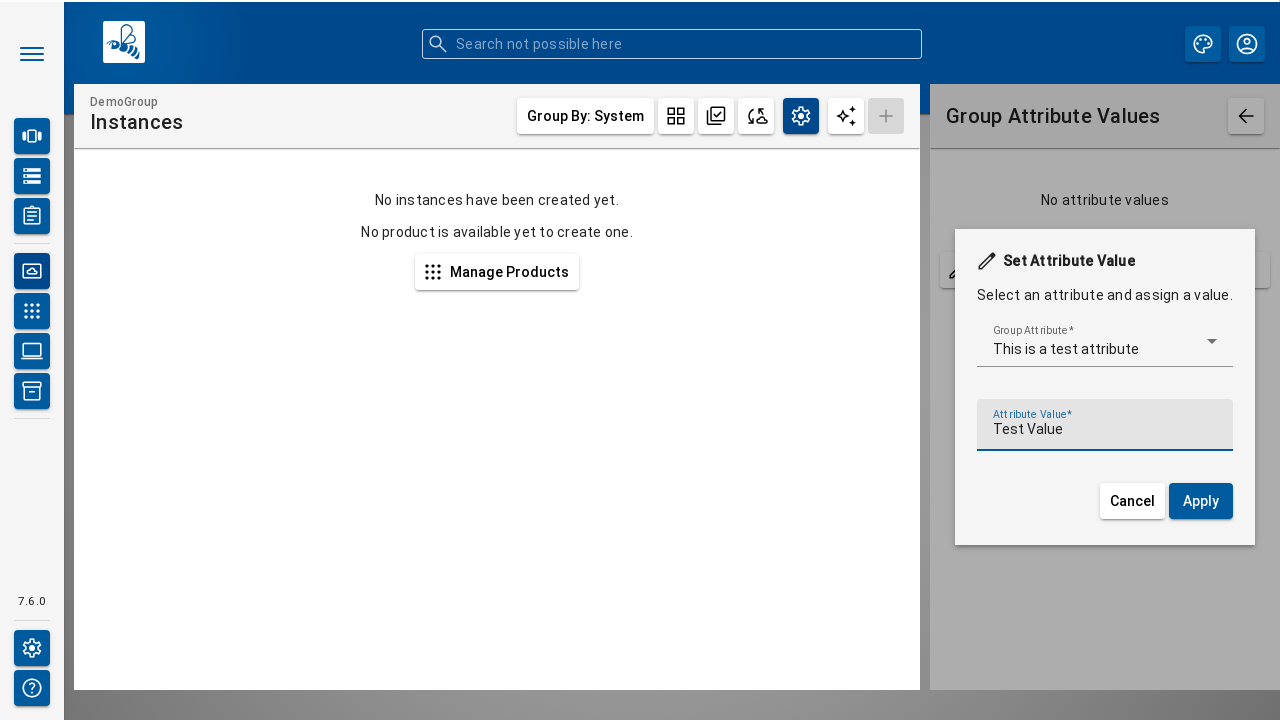 Search not possible here
DemoGroup
Instances
Group By: System
Group Attribute Values
No instances have been created yet.
No product is available yet to create one.
Manage Products
No attribute values
Set Attribute Value
Select an attribute and assign a value.
Group Attribute*
This is a test attribute
Attribute Value*
Test Value
Cancel
Apply
7.6.0